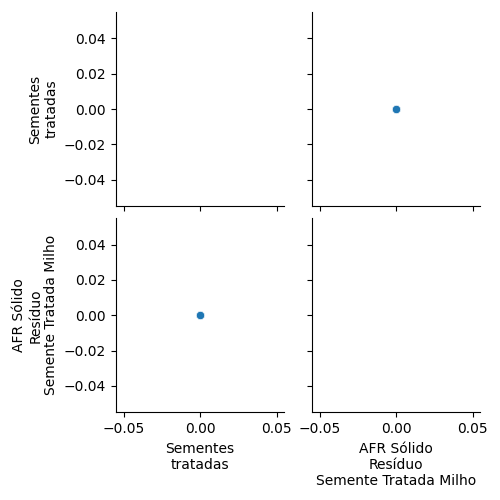 0.04
0.02
0.00
−0.02
−0.04
Sementes
tratadas
0.04
0.02
0.00
−0.02
−0.04
AFR Sólido
Resíduo
Semente Tratada Milho
−0.05 0.00 0.05
Sementes
tratadas
−0.05 0.00 0.05
AFR Sólido
Resíduo
Semente Tratada Milho